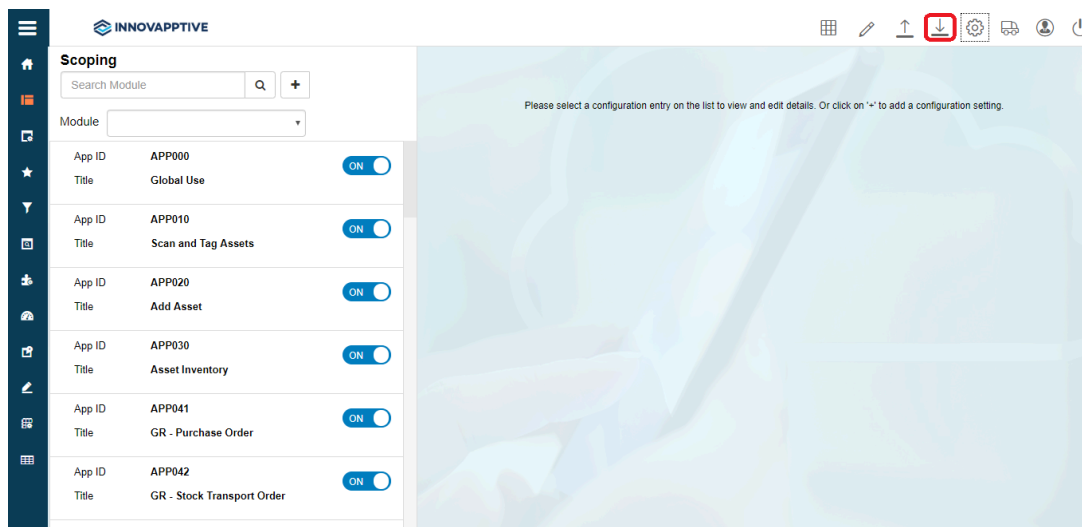 INNOVAPPTIVE
Scoping
Search Module
Module
Please select a configuration entry on the list to view and edit details. Or click on '+' to add a configuration setting.
App ID APP000
Title Global Use
ON
App ID APP010
Title Scan and Tag Assets
ON
App ID APP020
Title Add Asset
ON
App ID APP030
Title Asset Inventory
ON
App ID APP041
Title GR - Purchase Order
ON
App ID APP042
Title GR - Stock Transport Order
ON